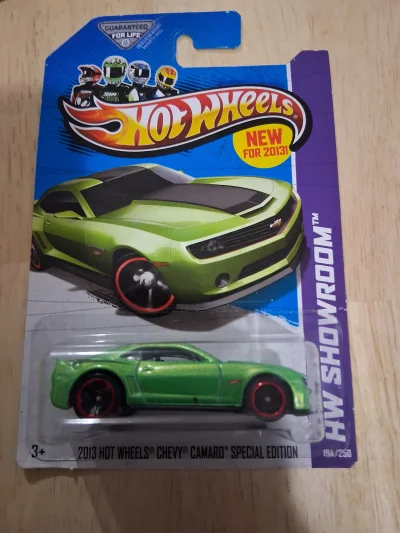 GUARANTEED
FOR LIFE
HOT WHEELS
NEW
FOR 2013!
HW SHOWROOM™
3+
2013 HOT WHEELS® CHEVY® CAMARO™ SPECIAL EDITION
194/250